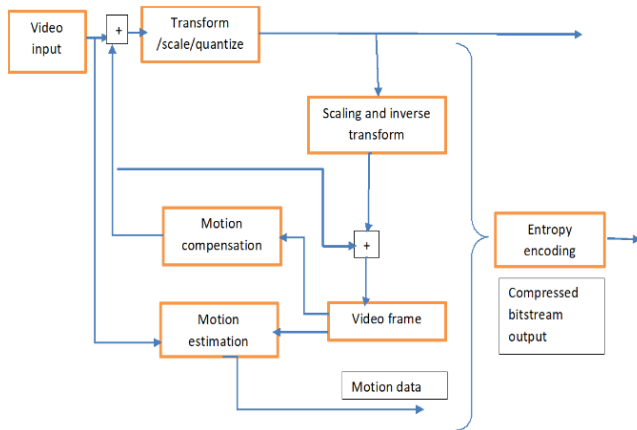 Video
input
+
Transform
/scale/quantize
Scaling and inverse
transform
Motion
compensation
+
Entropy
encoding
Video frame
Motion
estimation
Compressed
bitstream
output
Motion data